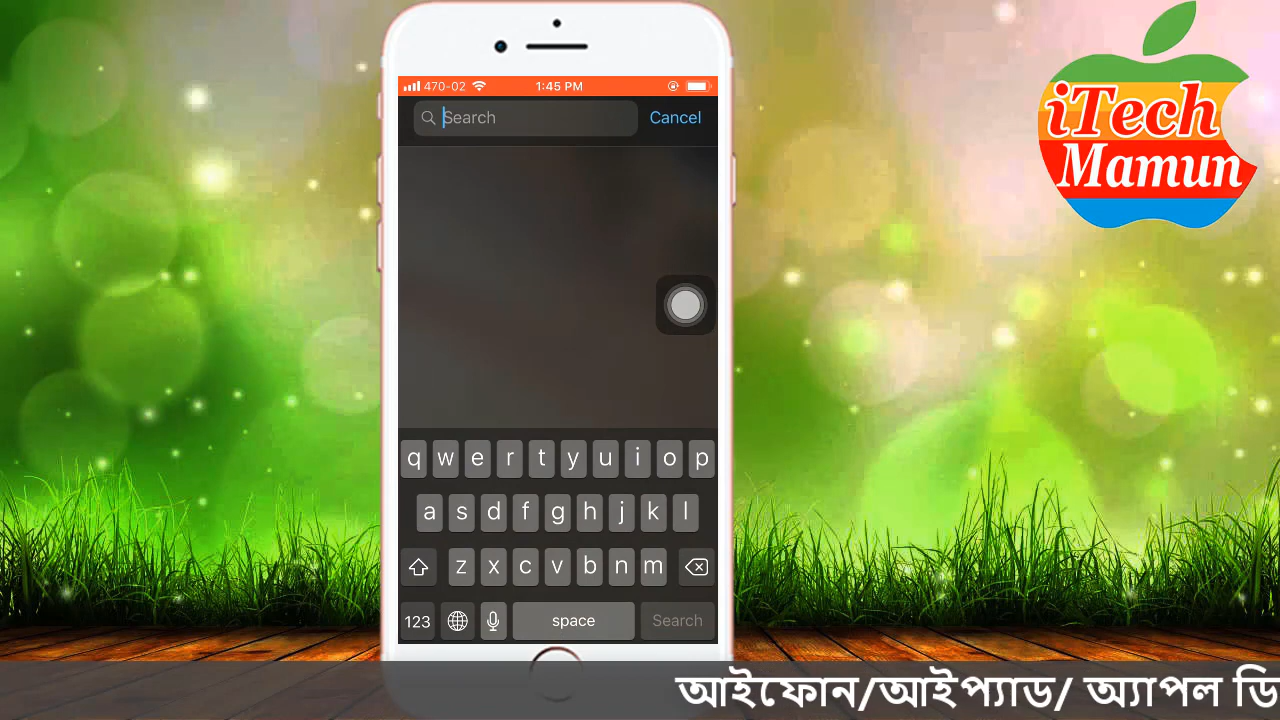 470-02 1:45 PM
Search Cancel
q w e r t y u i o p
a s d f g h j k l
z x c v b n m
123 space Search
iTech
Mamun
আইফোন/আইপ্যাড/ অ্যাপল ডি